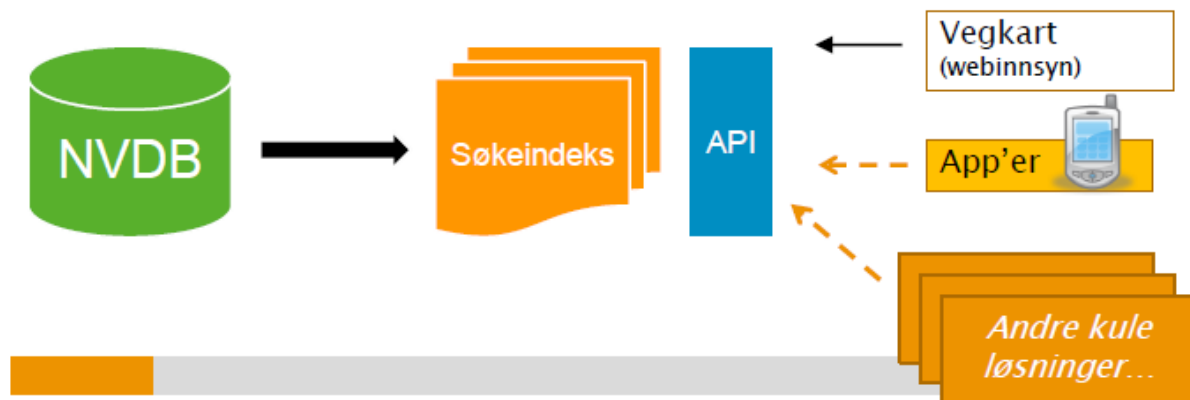 NVDB
Søkeindeks
API
Vegkart
(webinnsyn)
App'er
Andre kule
løsninger...